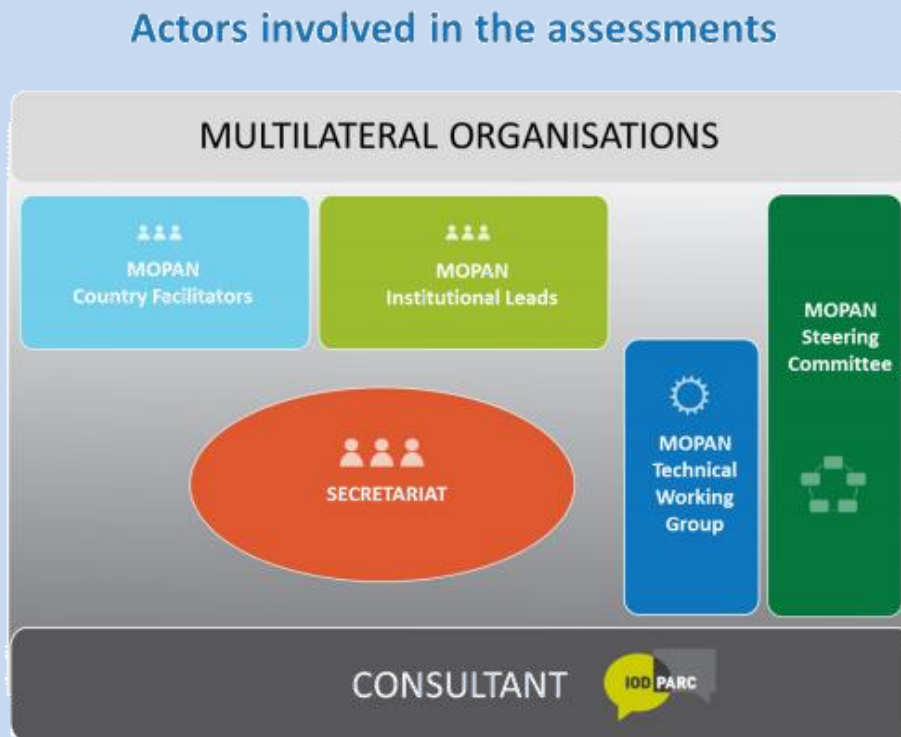 Actors involved in the assessments
MULTILATERAL ORGANISATIONS
MOPAN
Country Facilitators
MOPAN
Institutional Leads
MOPAN
Steering
Committee
MOPAN
Technical
Working
Group
SECRETARIAT
CONSULTANT
IOD PARC